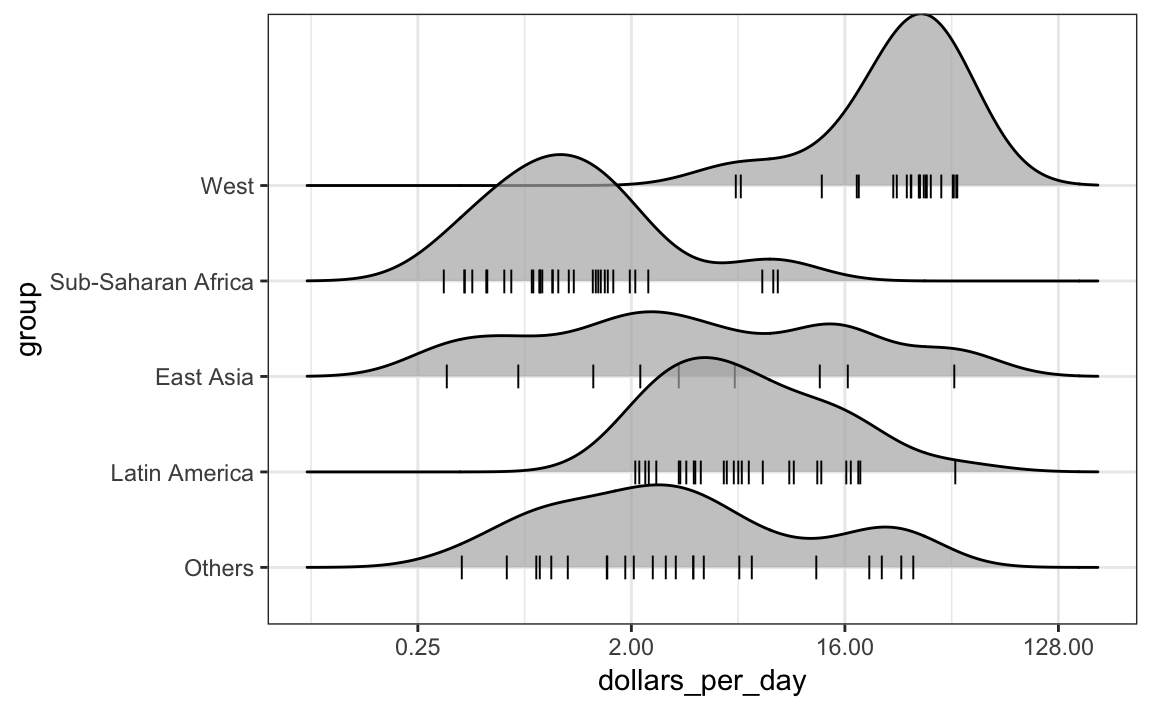 West
Sub-Saharan Africa
East Asia
Latin America
Others
group
0.25 2.00 16.00 128.00
dollars_per_day